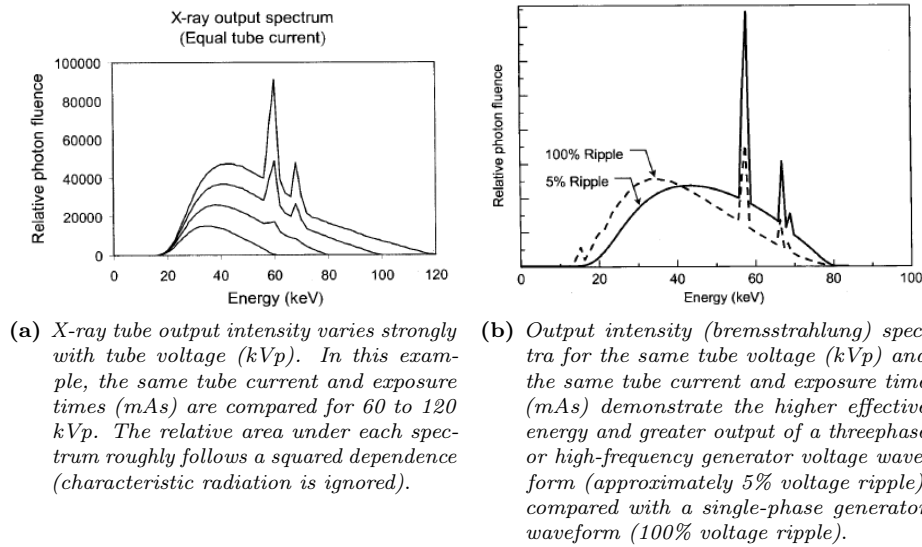 X-ray output spectrum
(Equal tube current)
Relative photon fluence
100000
80000
60000
40000
20000
0
0 20 40 60 80 100 120
Energy (keV)
Relative photon fluence
100% Ripple
5% Ripple
0 20 40 60 80 100
Energy (keV)
(a) X-ray tube output intensity varies strongly
with tube voltage (kVp). In this exam-
ple, the same tube current and exposure
times (mAs) are compared for 60 to 120
kVp. The relative area under each spec-
trum roughly follows a squared dependence
(characteristic radiation is ignored).
(b) Output intensity (bremsstrahlung) spec
tra for the same tube voltage (kVp) and
the same tube current and exposure time
(mAs) demonstrate the higher effective
energy and greater output of a threephase
or high-frequency generator voltage wave
form (approximately 5% voltage ripple)
compared with a single-phase generator
waveform (100% voltage ripple).